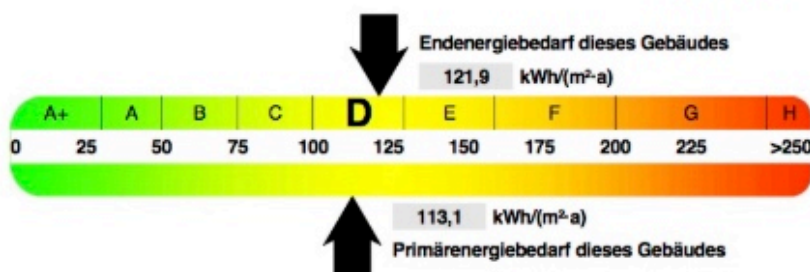 Endenergiebedarf dieses Gebäudes
121,9 kWh/(m²·a)
A+ A B C D E F G H
0 25 50 75 100 125 150 175 200 225 >250
113,1 kWh/(m²·a)
Primärenergiebedarf dieses Gebäudes